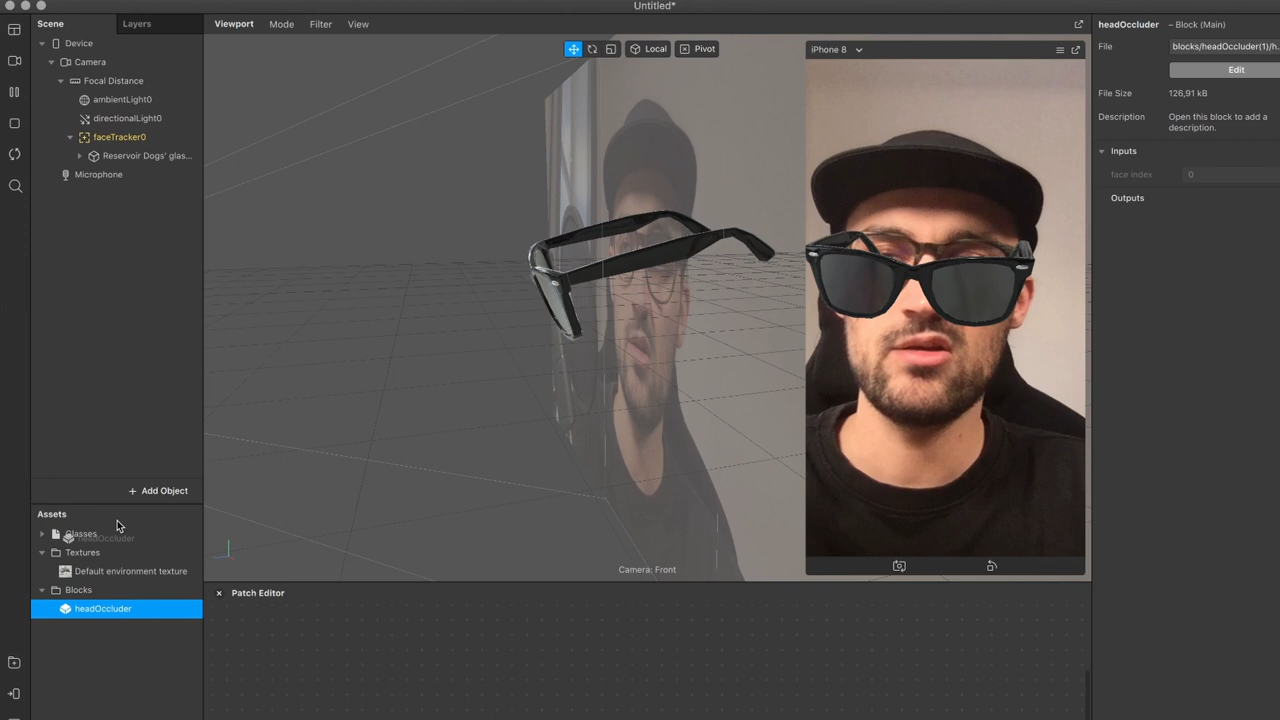 Untitled*
Scene
Layers
Device
Camera
Focal Distance
ambientLight0
directionalLight0
faceTracker0
Reservoir Dogs' glas...
Microphone
+ Add Object
Assets
Glasses
headOccluder
Textures
Default environment texture
Blocks
headOccluder
Viewport
Mode
Filter
View
Local
Pivot
iPhone 8
Camera: Front
Patch Editor
headOccluder – Block (Main)
File
blocks/headOccluder(1)/h...
Edit
File Size
126,91 kB
Description
Open this block to add a
description.
Inputs
face index
0
Outputs